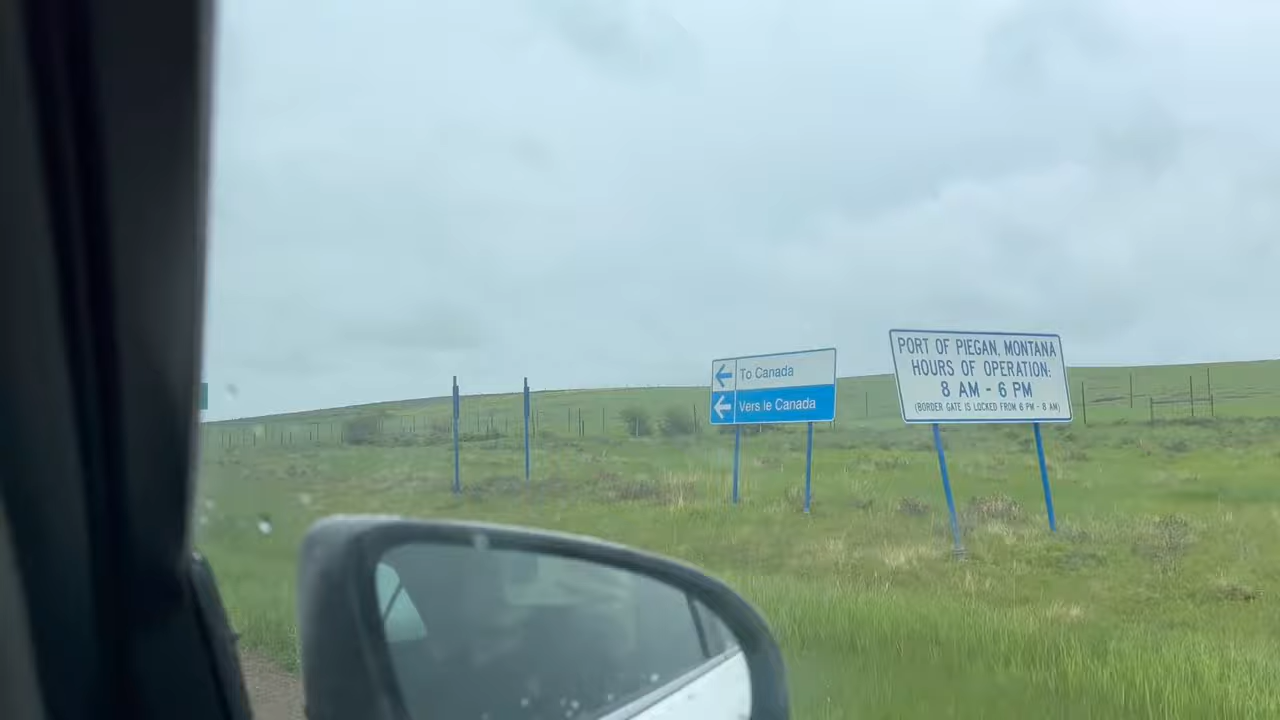 To Canada
Vers le Canada
PORT OF PIEGAN, MONTANA
HOURS OF OPERATION:
8 AM - 6 PM
(BORDER GATE IS LOCKED FROM 6 PM - 8 AM)